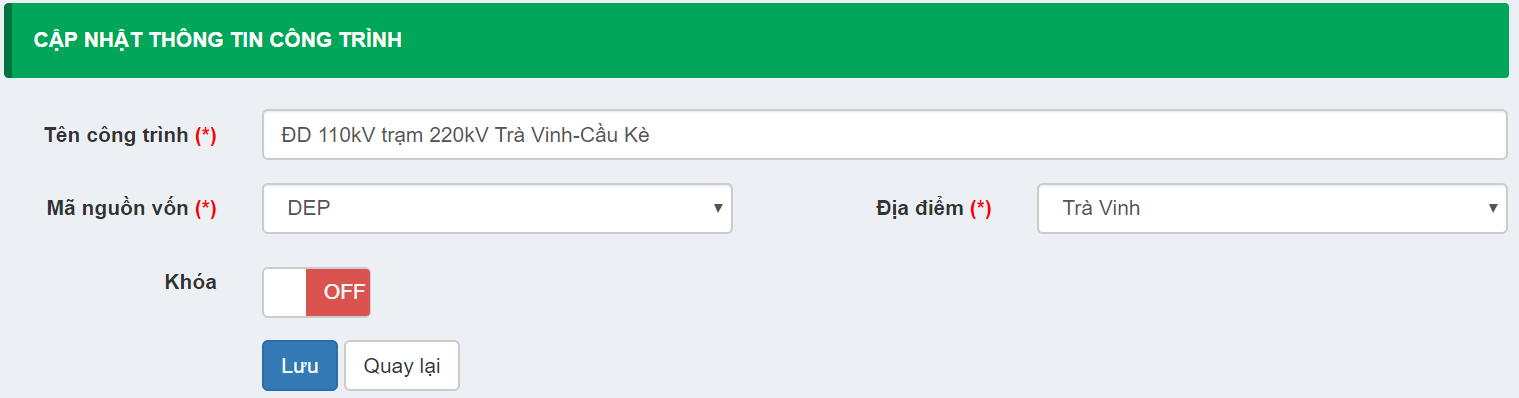 CẬP NHẬT THÔNG TIN CÔNG TRÌNH
Tên công trình (*) ĐD 110kV trạm 220kV Trà Vinh-Cầu Kè
Mã nguồn vốn (*) DEP Địa điểm (*) Trà Vinh
Khóa OFF
Lưu Quay lại